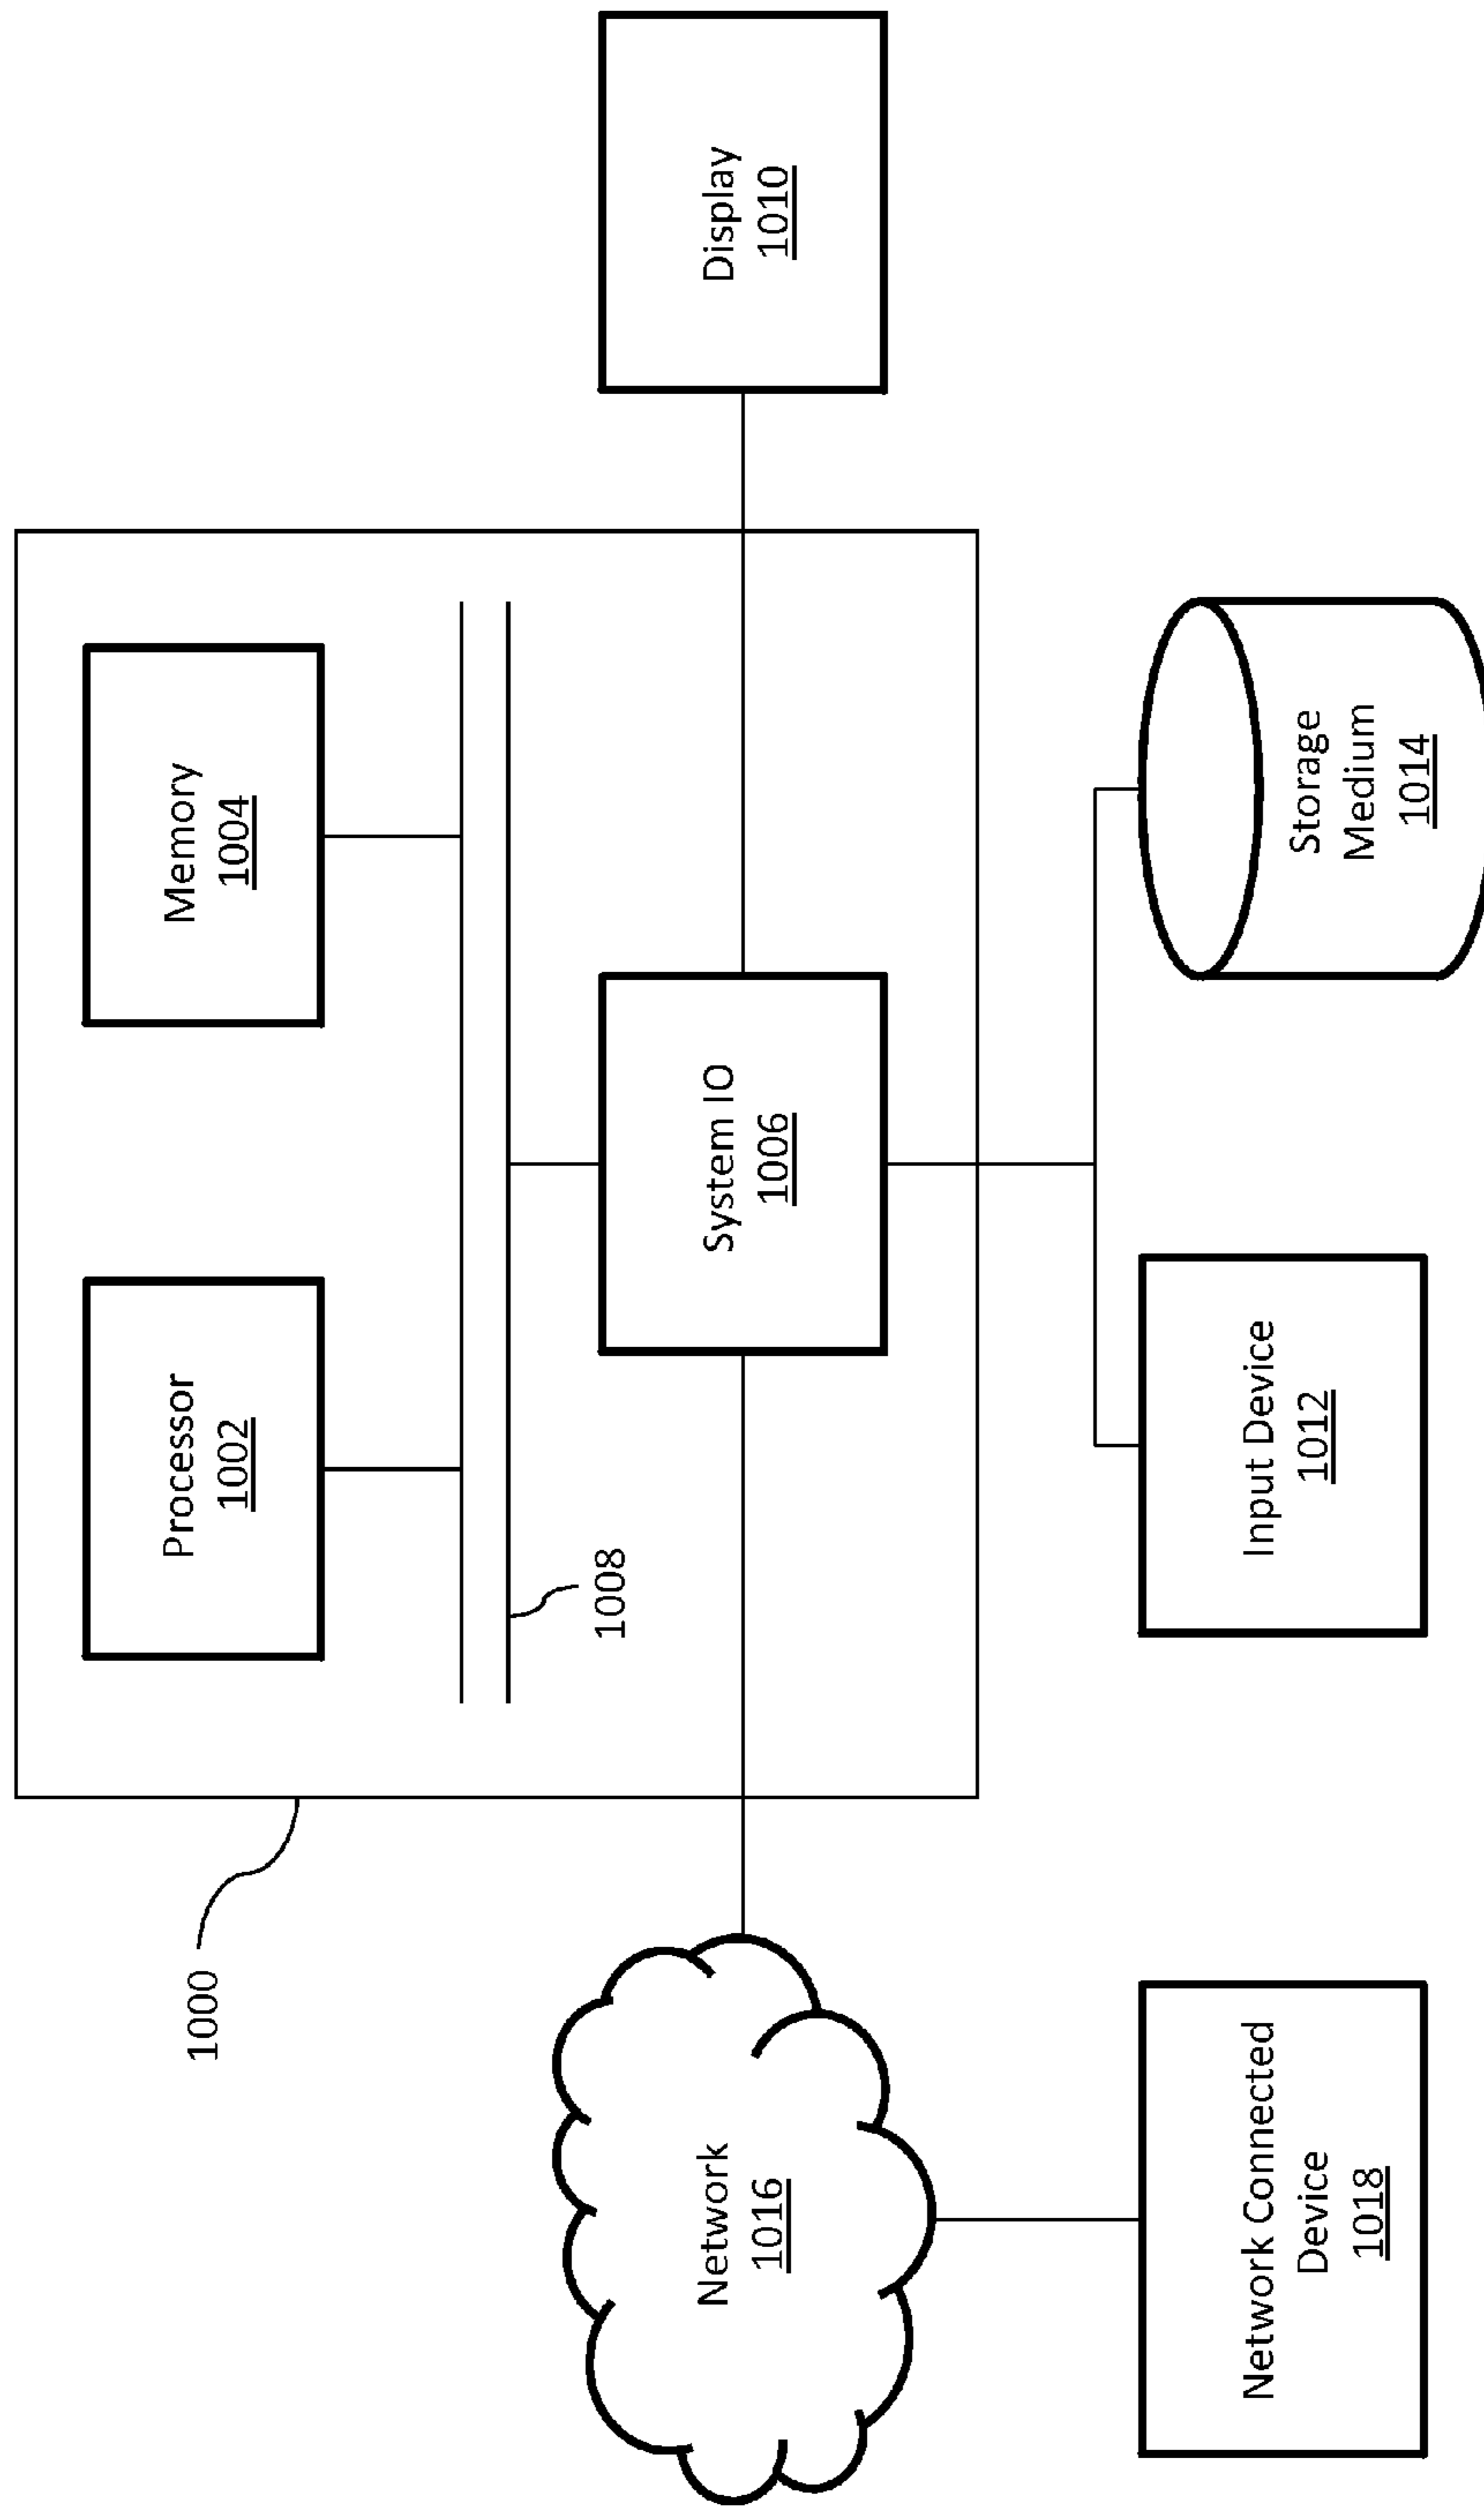 1000
Processor
1002
Memory
1004
1008
Network
1016
System IO
1006
Display
1010
Network Connected
Device
1018
Input Device
1012
Storage
Medium
1014